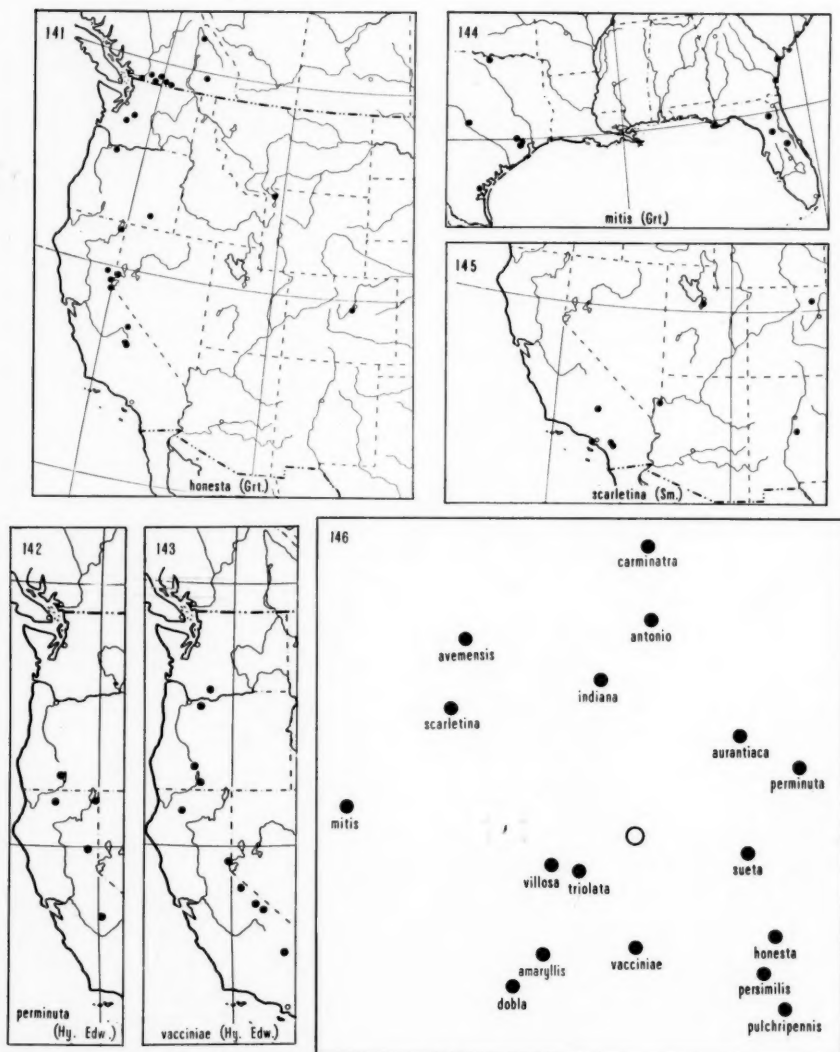 141
honesta (Grt.)
144
mitis (Grt.)
145
scarletina (Sm.)
142
perminuta
(Hy. Edw.)
143
vacciniae (Hy. Edw.)
146
carminatra
antonio
avemensis
indiana
scarletina
aurantiaca
perminuta
mitis
villosa
triolata
sueta
amaryllis
vacciniae
honesta
dobla
persimilis
pulchripennis